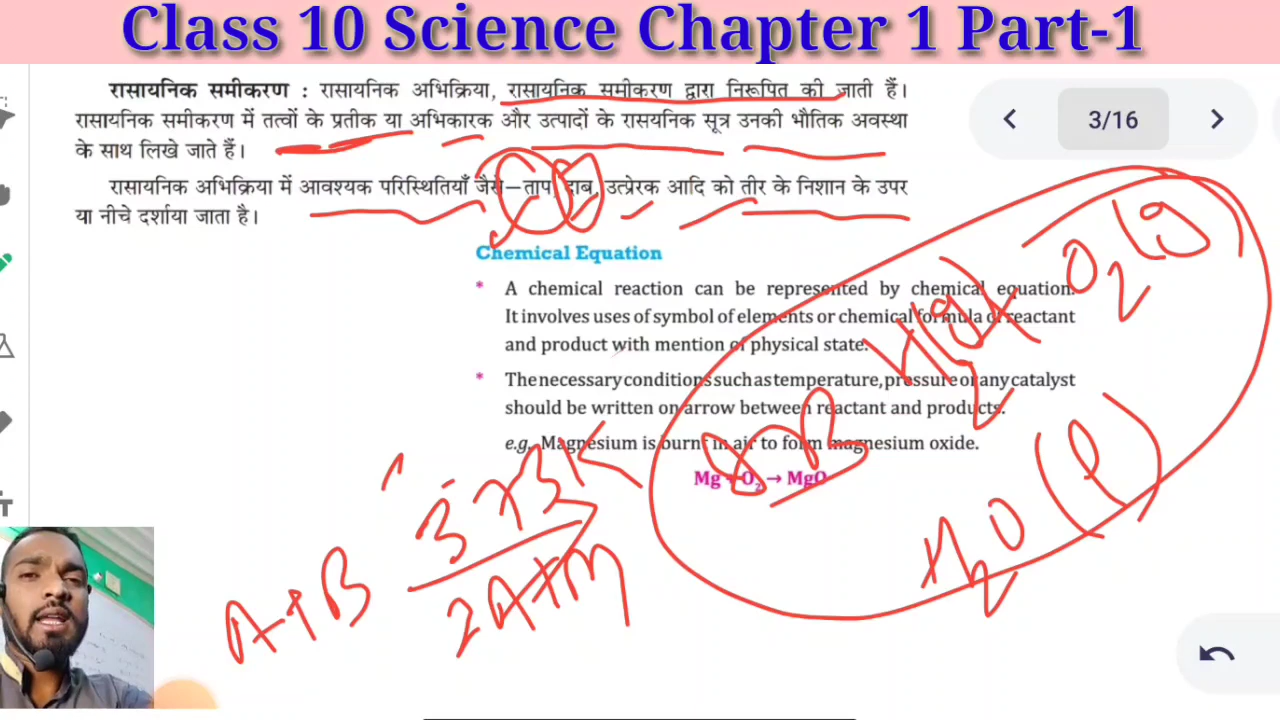 Class 10 Science Chapter 1 Part-1
रासायनिक समीकरण : रासायनिक अभिक्रिया, रासायनिक समीकरण द्वारा निरूपित की जाती हैं।
रासायनिक समीकरण में तत्वों के प्रतीक या अभिकारक और उत्पादों के रासयनिक सूत्र उनकी भौतिक अवस्था
के साथ लिखे जाते हैं।
रासायनिक अभिक्रिया में आवश्यक परिस्थितियाँ जैसे–ताप, दाब, उत्प्रेरक आदि को तीर के निशान के उपर
या नीचे दर्शाया जाता है।
3/16
Chemical Equation
* A chemical reaction can be represented by chemical equation.
It involves uses of symbol of elements or chemical formula of reactant
and product with mention of physical state.
* The necessary conditions such as temperature, pressure or any catalyst
should be written on arrow between reactant and products.
e.g. Magnesium is burnt in air to form magnesium oxide.
Mg + O₂ → MgO
H₂(g)+ O₂(g)
H₂O(l)
A+B
2Atm